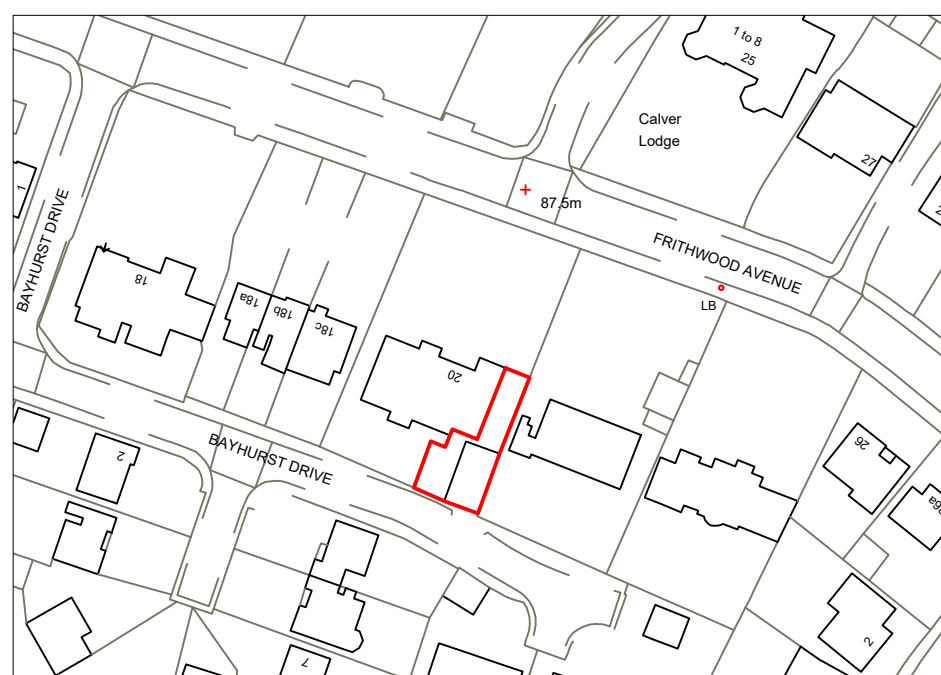 1 to 8
25
Calver
Lodge
27
1
BAYHURST DRIVE
87.5m
FRITHWOOD AVENUE
LB
18
18a
18b
18c
20
BAYHURST DRIVE
2
26
2
7